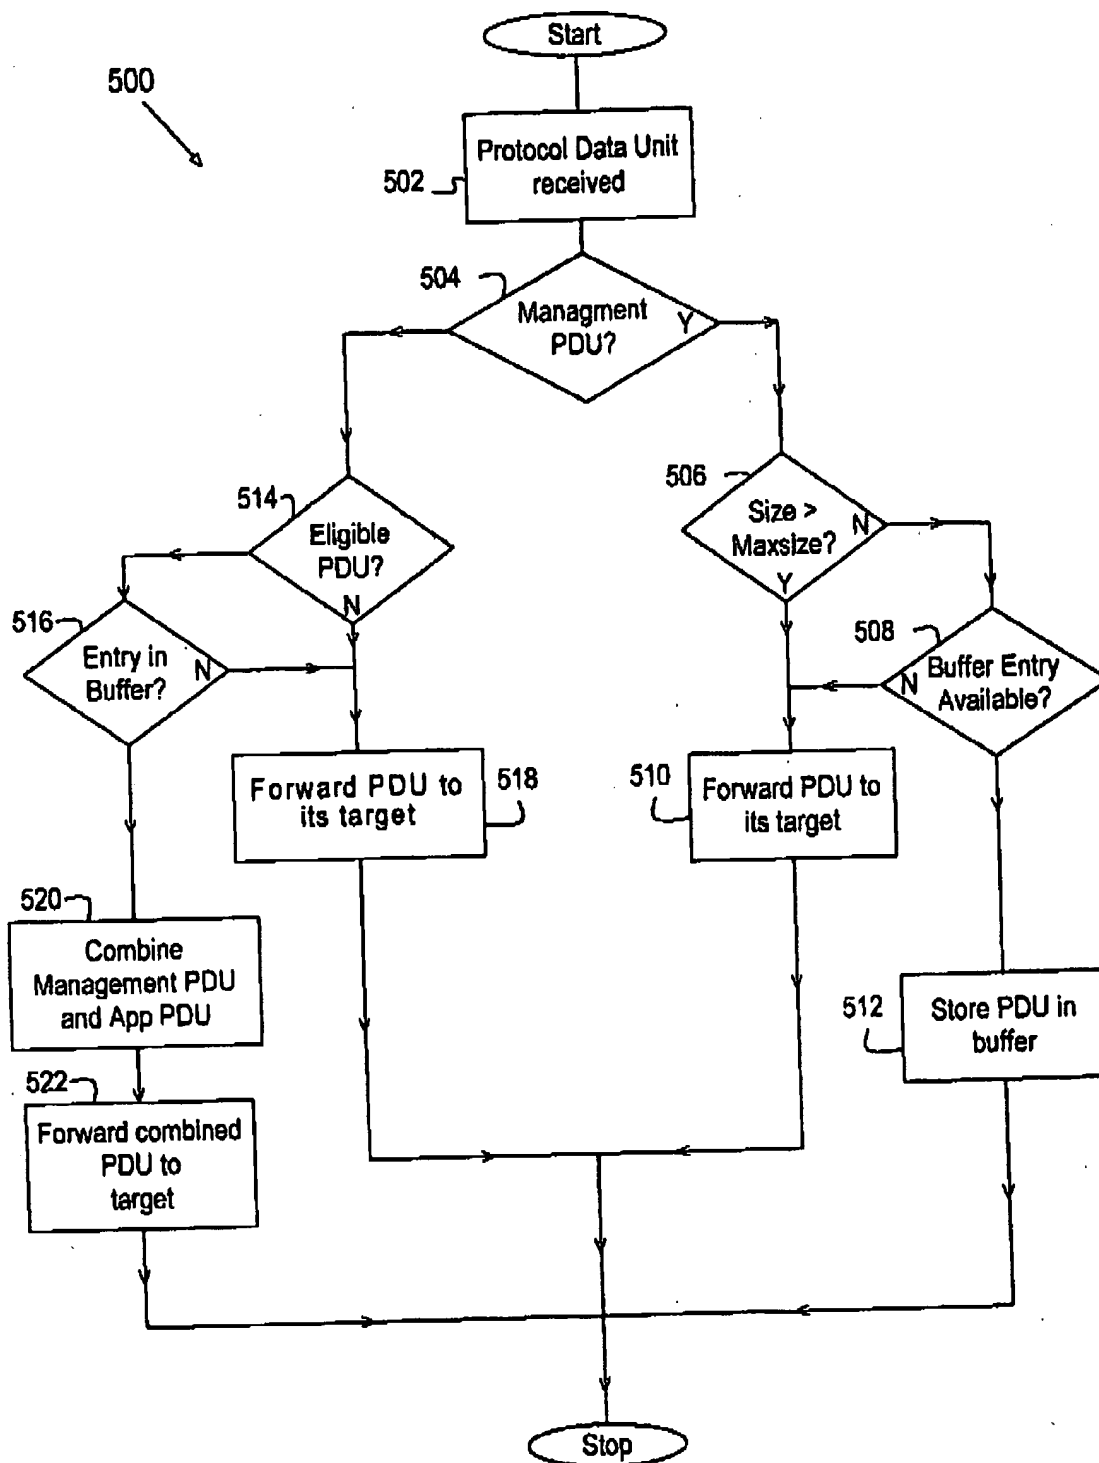 Start
500
Protocol Data Unit
received
502
504
Managment
PDU?
Y
514
Eligible
PDU?
N
506
Size >
Maxsize?
N
Y
516
Entry in
Buffer?
N
508
Buffer Entry
Available?
N
Forward PDU to
its target
518
510
Forward PDU to
its target
520
Combine
Management PDU
and App PDU
512
Store PDU in
buffer
522
Forward combined
PDU to
target
Stop